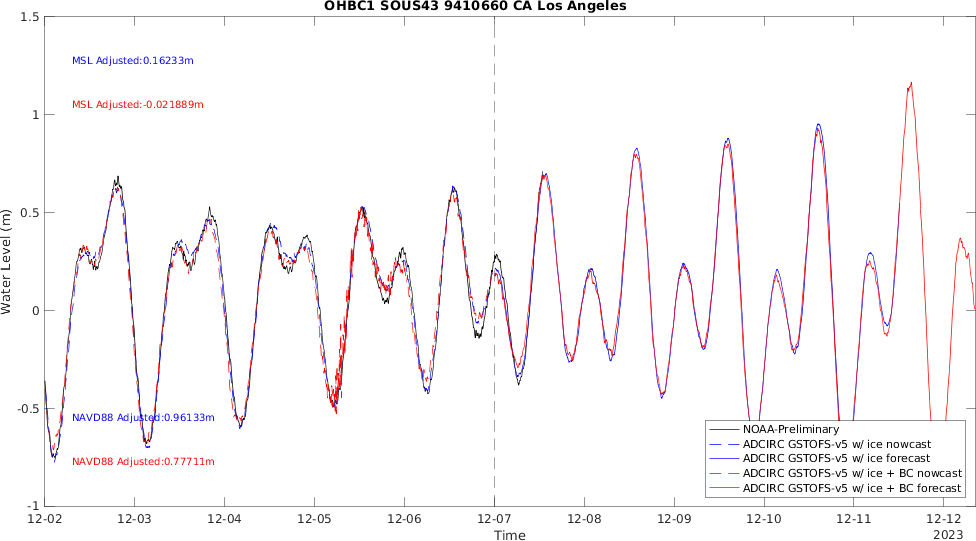 OHBC1 SOUS43 9410660 CA Los Angeles
1.5
1
0.5
0
-0.5
-1
Water Level (m)
MSL Adjusted:0.16233m
MSL Adjusted:-0.021889m
NAVD88 Adjusted:0.96133m
NAVD88 Adjusted:0.77711m
NOAA-Preliminary
ADCIRC GSTOFS-v5 w/ ice nowcast
ADCIRC GSTOFS-v5 w/ ice forecast
ADCIRC GSTOFS-v5 w/ ice + BC nowcast
ADCIRC GSTOFS-v5 w/ ice + BC forecast
12-02 12-03 12-04 12-05 12-06 12-07 12-08 12-09 12-10 12-11 12-12
Time
2023